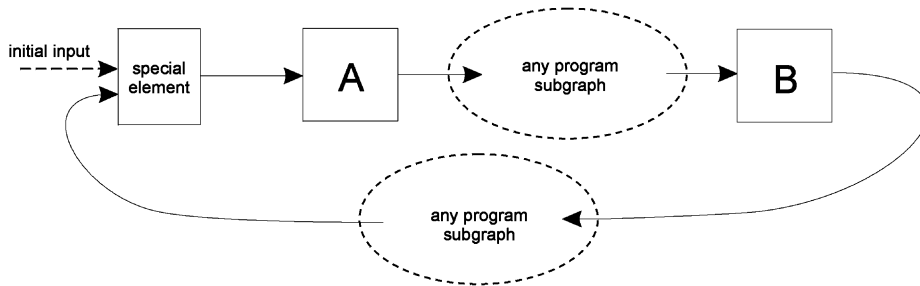 initial input
special
element
A
any program
subgraph
B
any program
subgraph